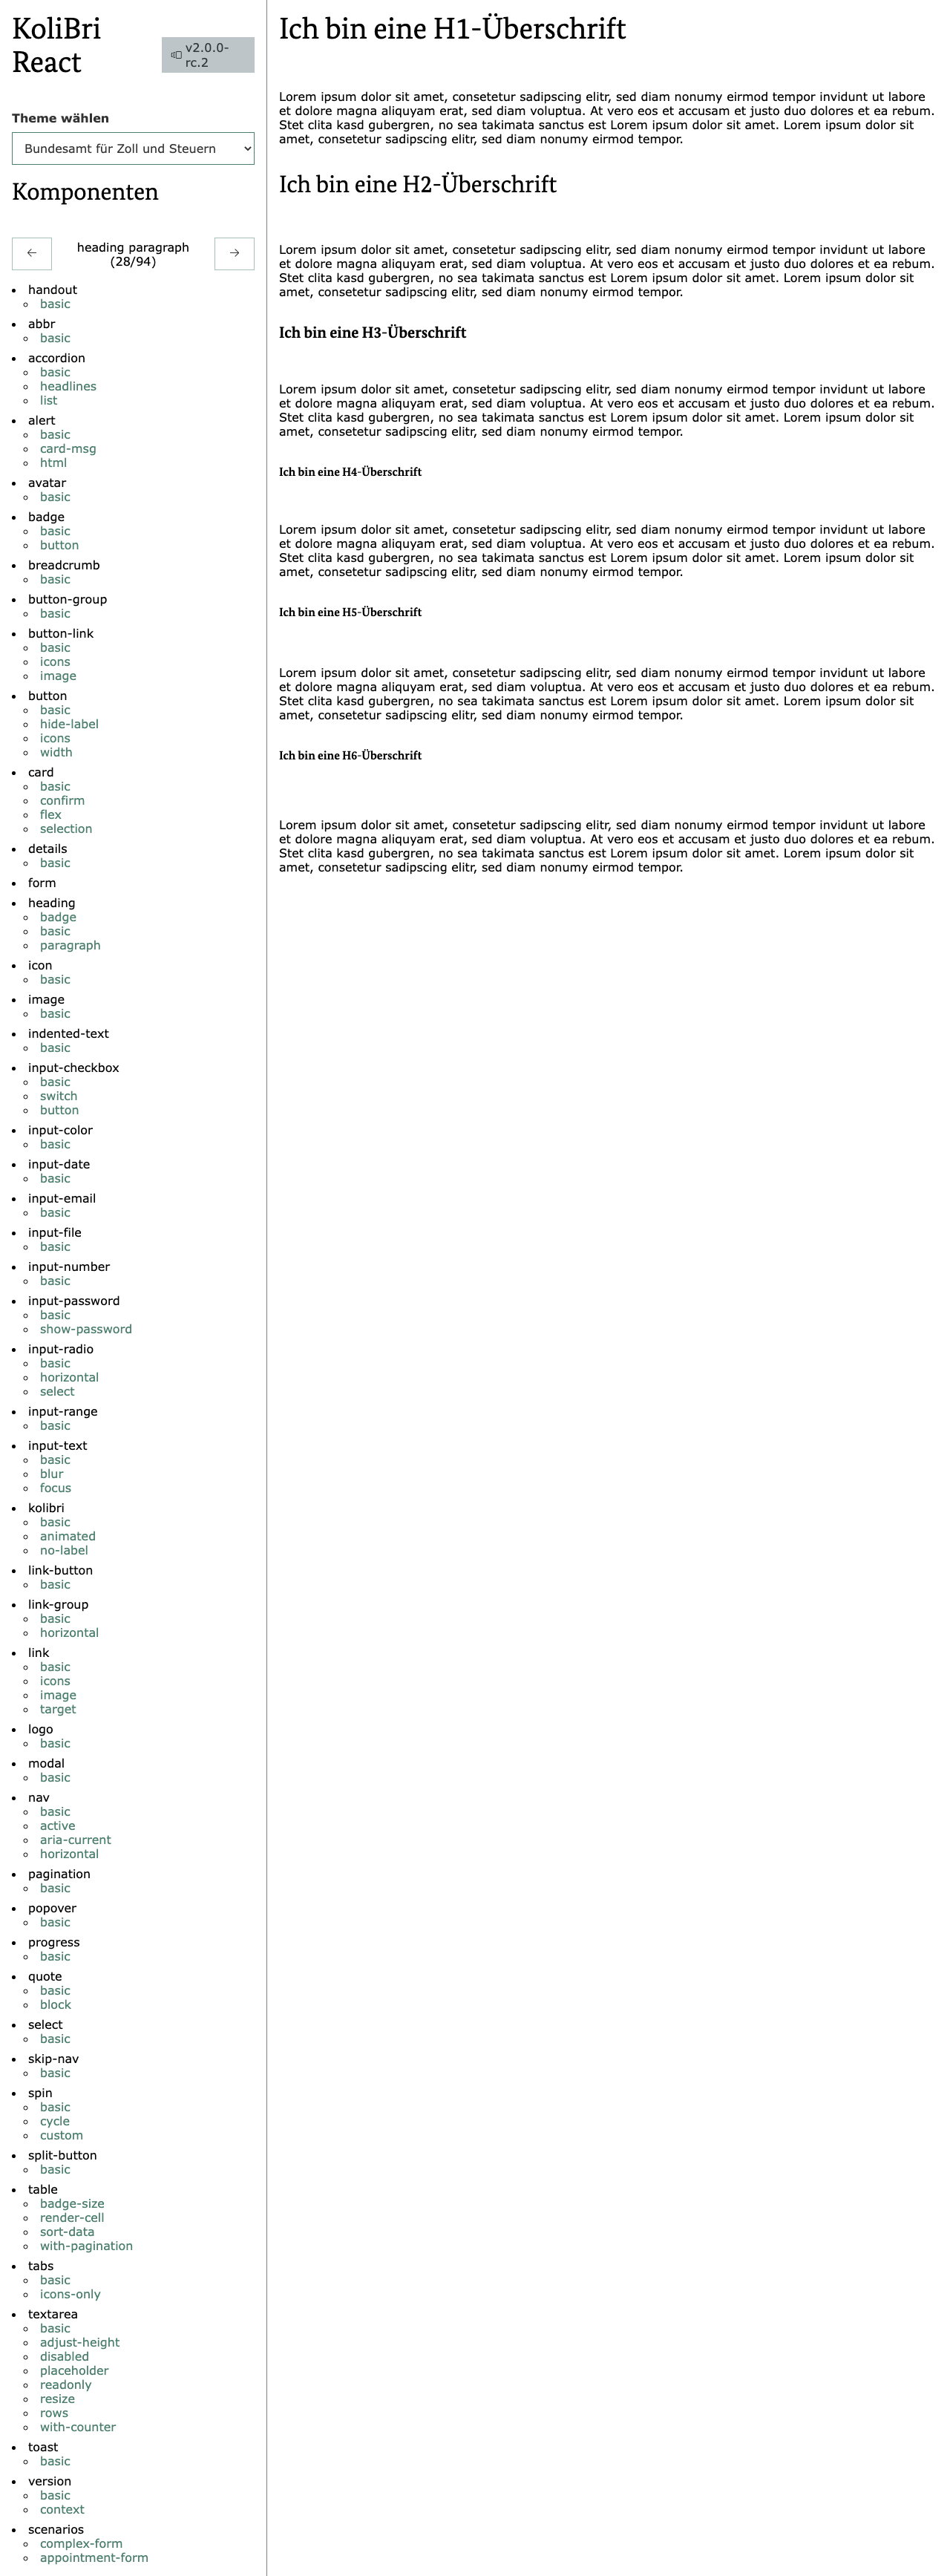 KoliBri
React
v2.0.0-
rc.2
Theme wählen
Bundesamt für Zoll und Steuern
Komponenten
←
heading paragraph
(28/94)
→
handout
basic
abbr
basic
accordion
basic
headlines
list
alert
basic
card-msg
html
avatar
basic
badge
basic
button
breadcrumb
basic
button-group
basic
button-link
basic
icons
image
button
basic
hide-label
icons
width
card
basic
confirm
flex
selection
details
basic
form
heading
badge
basic
paragraph
icon
basic
image
basic
indented-text
basic
input-checkbox
basic
switch
button
input-color
basic
input-date
basic
input-email
basic
input-file
basic
input-number
basic
input-password
basic
show-password
input-radio
basic
horizontal
select
input-range
basic
input-text
basic
blur
focus
kolibri
basic
animated
no-label
link-button
basic
link-group
basic
horizontal
link
basic
icons
image
target
logo
basic
modal
basic
nav
basic
active
aria-current
horizontal
pagination
basic
popover
basic
progress
basic
quote
basic
block
select
basic
skip-nav
basic
spin
basic
cycle
custom
split-button
basic
table
badge-size
render-cell
sort-data
with-pagination
tabs
basic
icons-only
textarea
basic
adjust-height
disabled
placeholder
readonly
resize
rows
with-counter
toast
basic
version
basic
context
scenarios
complex-form
appointment-form
Ich bin eine H1-Überschrift
Lorem ipsum dolor sit amet, consetetur sadipscing elitr, sed diam nonumy eirmod tempor invidunt ut labore
et dolore magna aliquyam erat, sed diam voluptua. At vero eos et accusam et justo duo dolores et ea rebum.
Stet clita kasd gubergren, no sea takimata sanctus est Lorem ipsum dolor sit amet. Lorem ipsum dolor sit
amet, consetetur sadipscing elitr, sed diam nonumy eirmod tempor.
Ich bin eine H2-Überschrift
Lorem ipsum dolor sit amet, consetetur sadipscing elitr, sed diam nonumy eirmod tempor invidunt ut labore
et dolore magna aliquyam erat, sed diam voluptua. At vero eos et accusam et justo duo dolores et ea rebum.
Stet clita kasd gubergren, no sea takimata sanctus est Lorem ipsum dolor sit amet. Lorem ipsum dolor sit
amet, consetetur sadipscing elitr, sed diam nonumy eirmod tempor.
Ich bin eine H3-Überschrift
Lorem ipsum dolor sit amet, consetetur sadipscing elitr, sed diam nonumy eirmod tempor invidunt ut labore
et dolore magna aliquyam erat, sed diam voluptua. At vero eos et accusam et justo duo dolores et ea rebum.
Stet clita kasd gubergren, no sea takimata sanctus est Lorem ipsum dolor sit amet. Lorem ipsum dolor sit
amet, consetetur sadipscing elitr, sed diam nonumy eirmod tempor.
Ich bin eine H4-Überschrift
Lorem ipsum dolor sit amet, consetetur sadipscing elitr, sed diam nonumy eirmod tempor invidunt ut labore
et dolore magna aliquyam erat, sed diam voluptua. At vero eos et accusam et justo duo dolores et ea rebum.
Stet clita kasd gubergren, no sea takimata sanctus est Lorem ipsum dolor sit amet. Lorem ipsum dolor sit
amet, consetetur sadipscing elitr, sed diam nonumy eirmod tempor.
Ich bin eine H5-Überschrift
Lorem ipsum dolor sit amet, consetetur sadipscing elitr, sed diam nonumy eirmod tempor invidunt ut labore
et dolore magna aliquyam erat, sed diam voluptua. At vero eos et accusam et justo duo dolores et ea rebum.
Stet clita kasd gubergren, no sea takimata sanctus est Lorem ipsum dolor sit amet. Lorem ipsum dolor sit
amet, consetetur sadipscing elitr, sed diam nonumy eirmod tempor.
Ich bin eine H6-Überschrift
Lorem ipsum dolor sit amet, consetetur sadipscing elitr, sed diam nonumy eirmod tempor invidunt ut labore
et dolore magna aliquyam erat, sed diam voluptua. At vero eos et accusam et justo duo dolores et ea rebum.
Stet clita kasd gubergren, no sea takimata sanctus est Lorem ipsum dolor sit amet. Lorem ipsum dolor sit
amet, consetetur sadipscing elitr, sed diam nonumy eirmod tempor.